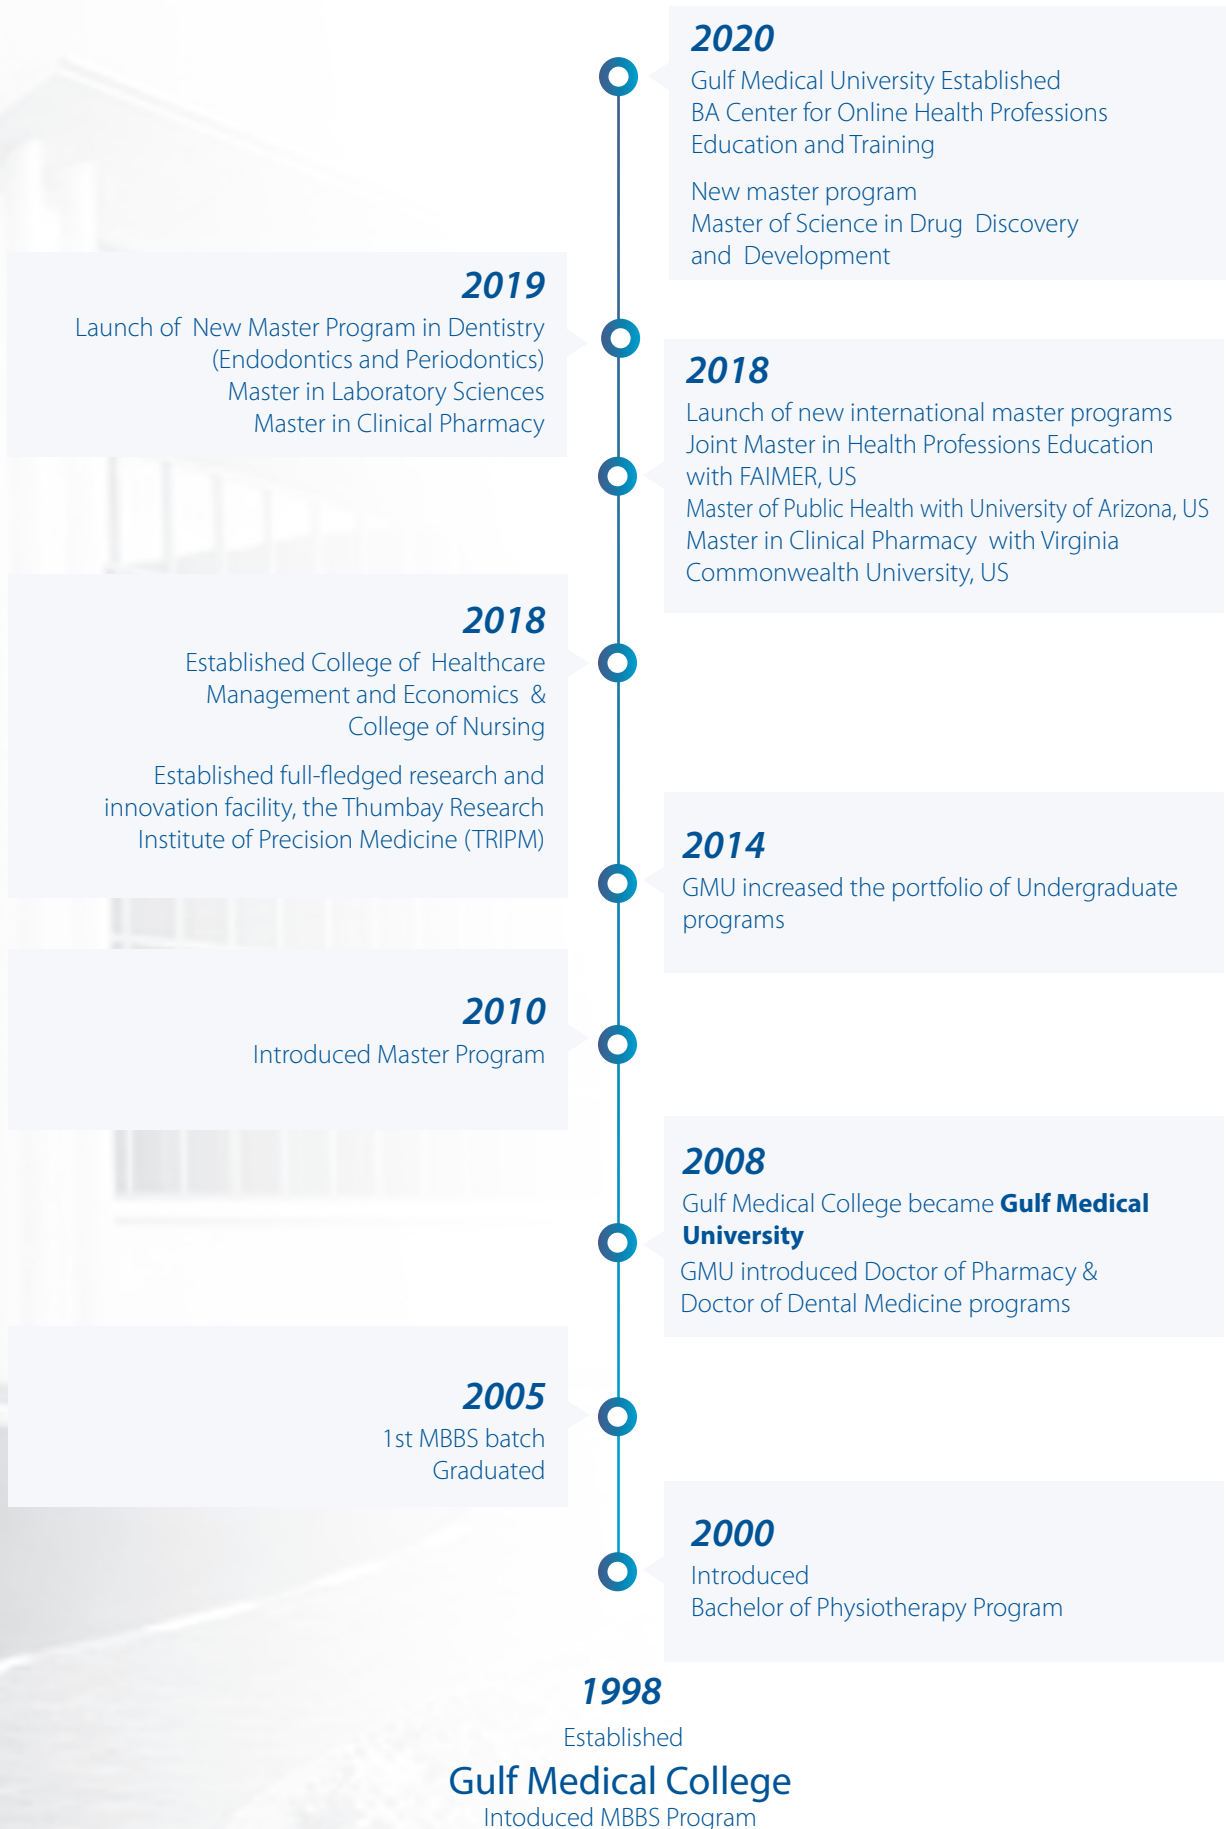 2020
Gulf Medical University Established
BA Center for Online Health Professions
Education and Training
New master program
Master of Science in Drug Discovery
and Development
2019
Launch of New Master Program in Dentistry
(Endodontics and Periodontics)
Master in Laboratory Sciences
Master in Clinical Pharmacy
2018
Launch of new international master programs
Joint Master in Health Professions Education
with FAIMER, US
Master of Public Health with University of Arizona, US
Master in Clinical Pharmacy with Virginia
Commonwealth University, US
2018
Established College of Healthcare
Management and Economics &
College of Nursing
Established full-fledged research and
innovation facility, the Thumbay Research
Institute of Precision Medicine (TRIPM)
2014
GMU increased the portfolio of Undergraduate
programs
2010
Introduced Master Program
2008
Gulf Medical College became Gulf Medical
University
GMU introduced Doctor of Pharmacy &
Doctor of Dental Medicine programs
2005
1st MBBS batch
Graduated
2000
Introduced
Bachelor of Physiotherapy Program
1998
Established
Gulf Medical College
Intoduced MBBS Program